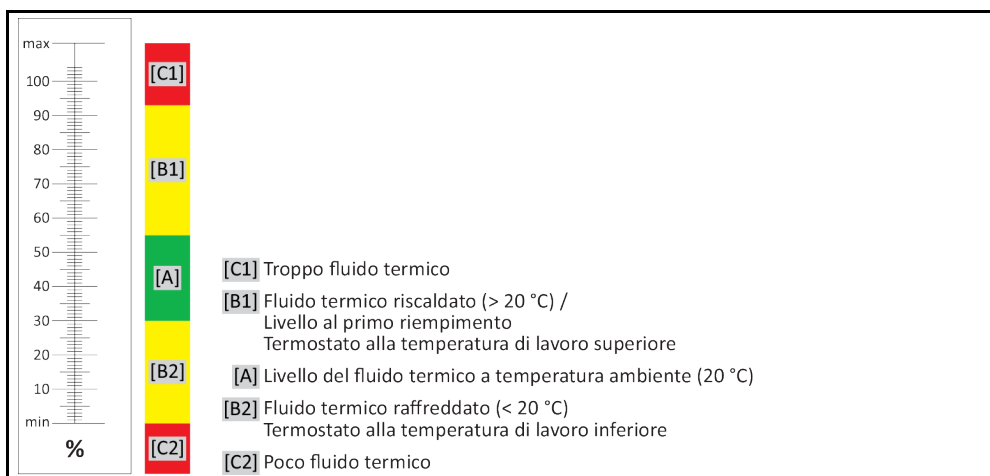 max
100
90
80
70
60
50
40
30
20
10
min
%
[C1]
[B1]
[A]
[B2]
[C2]
[C1] Troppo fluido termico
[B1] Fluido termico riscaldato (> 20 °C) /
Livello al primo riempimento
Termostato alla temperatura di lavoro superiore
[A] Livello del fluido termico a temperatura ambiente (20 °C)
[B2] Fluido termico raffreddato (< 20 °C)
Termostato alla temperatura di lavoro inferiore
[C2] Poco fluido termico